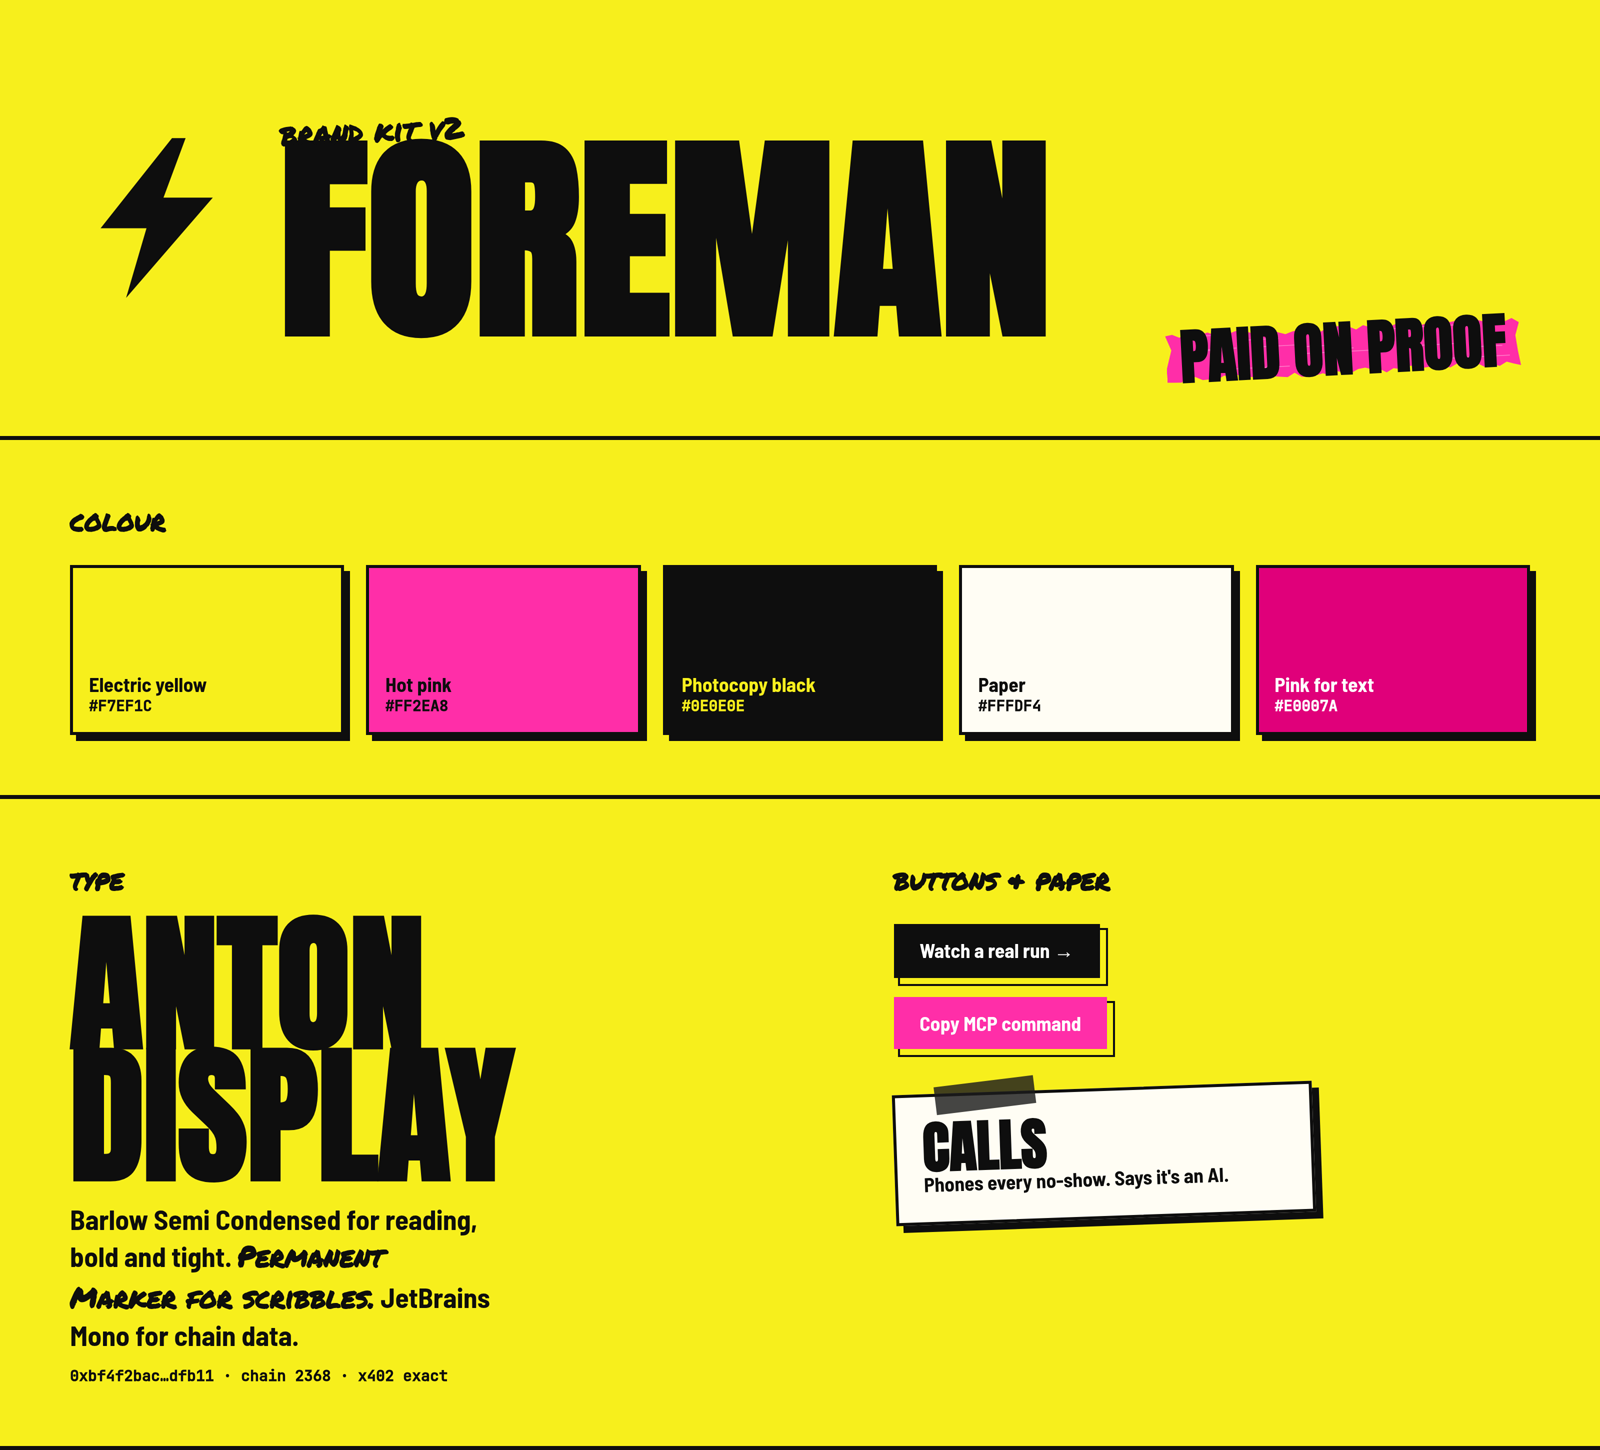 BRAND KIT V2
FOREMAN
PAID ON PROOF
COLOUR
Electric yellow
#F7EF1C
Hot pink
#FF2EA8
Photocopy black
#0E0E0E
Paper
#FFFDF4
Pink for text
#E0007A
TYPE
ANTON
DISPLAY
Barlow Semi Condensed for reading,
bold and tight. Permanent
Marker for scribbles. JetBrains
Mono for chain data.
0xbf4f2bac…dfb11 · chain 2368 · x402 exact
BUTTONS & PAPER
Watch a real run →
Copy MCP command
CALLS
Phones every no-show. Says it's an AI.